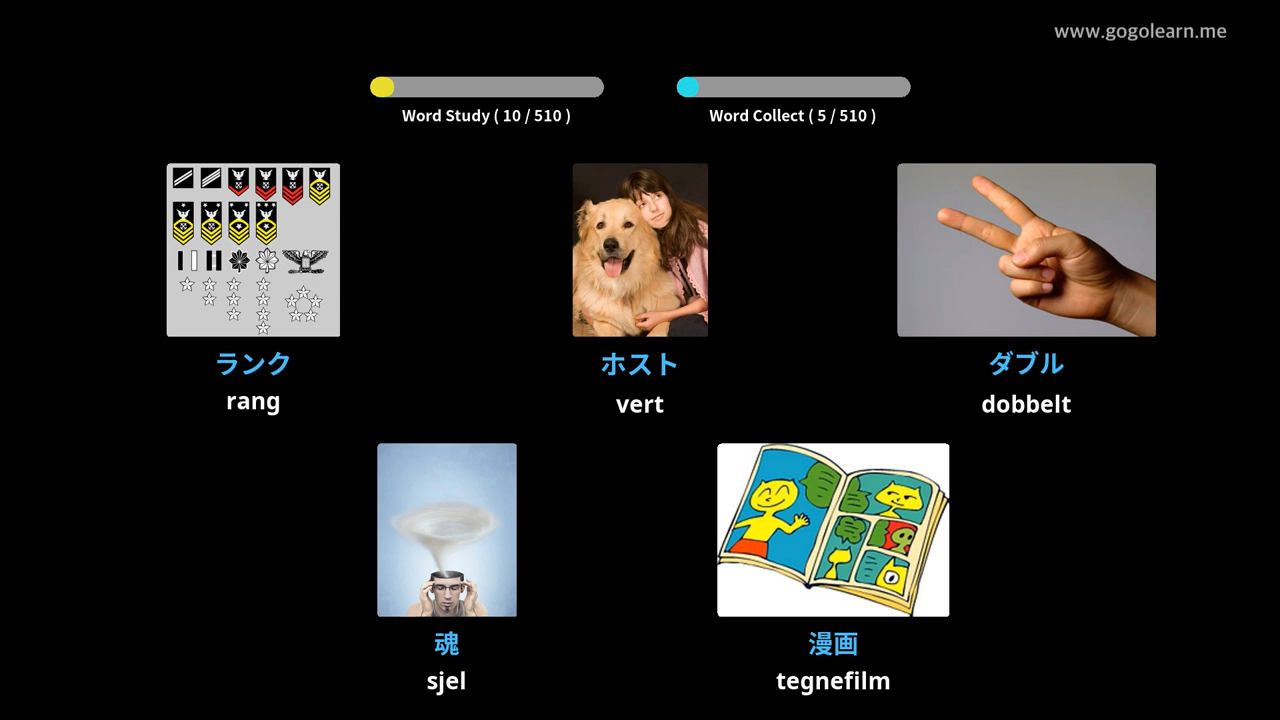 www.gogolearn.me
Word Study ( 10 / 510 )
Word Collect ( 5 / 510 )
ランク
rang
ホスト
vert
ダブル
dobbelt
魂
sjel
漫画
tegnefilm